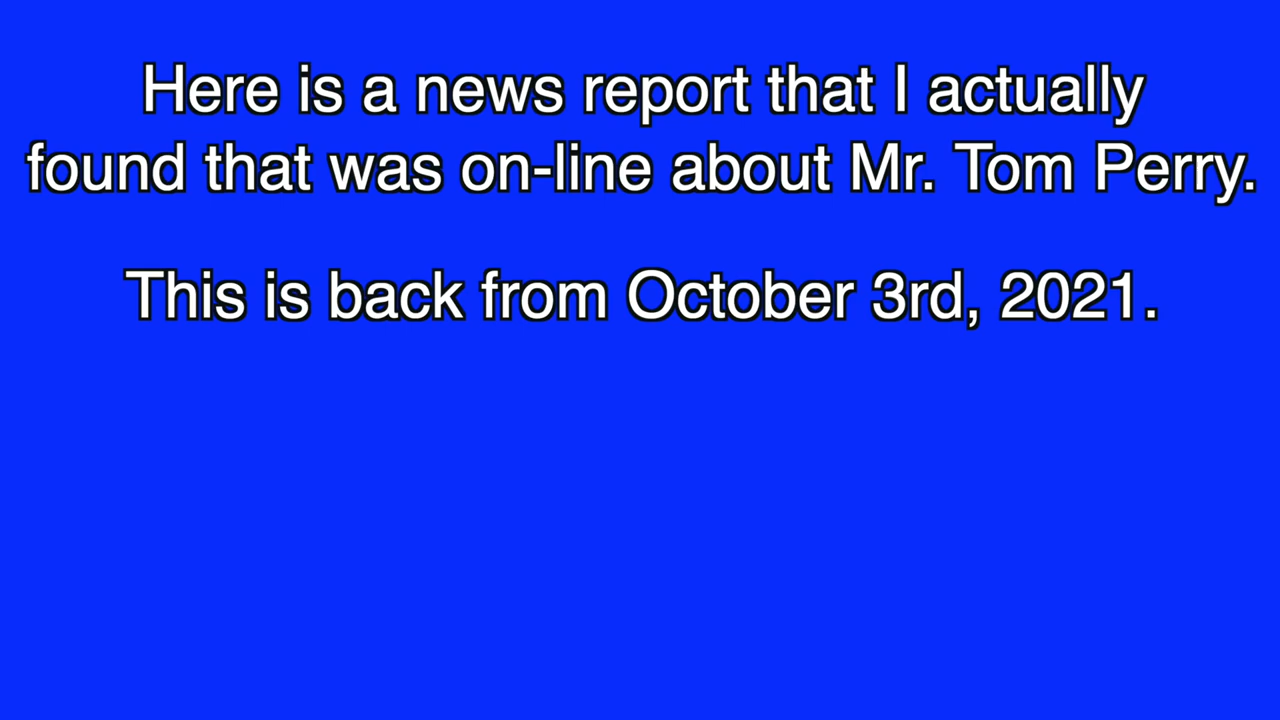 Here is a news report that I actually
found that was on-line about Mr. Tom Perry.
This is back from October 3rd, 2021.